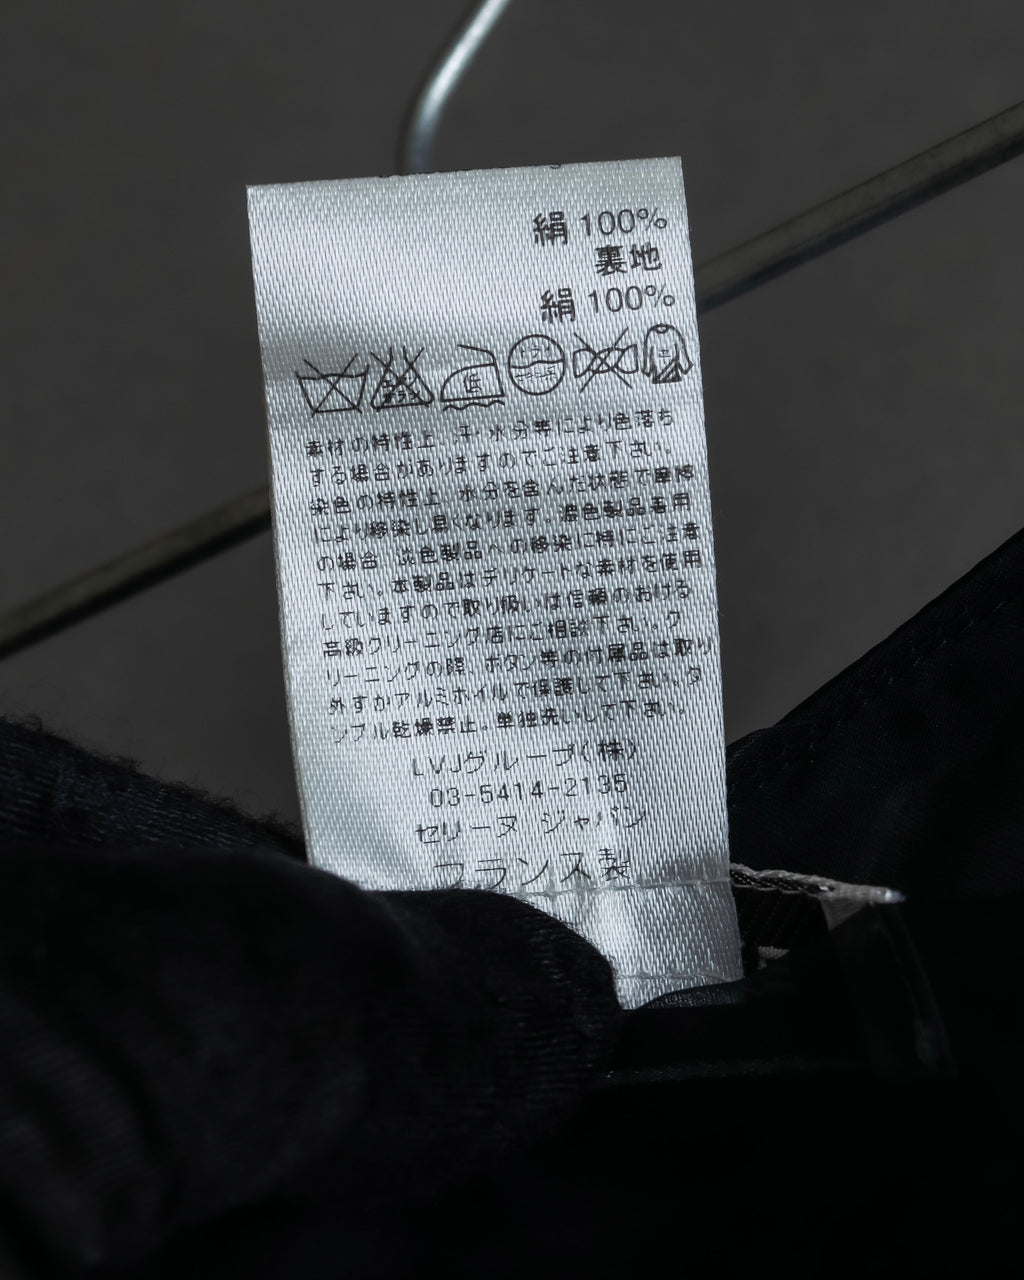 絹 100%
裏地
絹 100%
低
素材の特性上、汗・水分等により色落ち
する場合がありますのでご注意下さい。
染色の特性上、水分を含んだ状態で摩擦
により移染し易くなります。濃色製品着用
の場合、淡色製品への移染に特にご注意
下さい。本製品はデリケートな素材を使用
していますので取り扱いは信頼のおける
高級クリーニング店にご相談下さい。ク
リーニングの際、ボタン等の付属品は取り
外すかアルミホイルで保護して下さい。タ
ンブル乾燥禁止。単独洗いして下さい。
LVJグループ(株)
03-5414-2135
セリーヌ ジャパン
フランス製